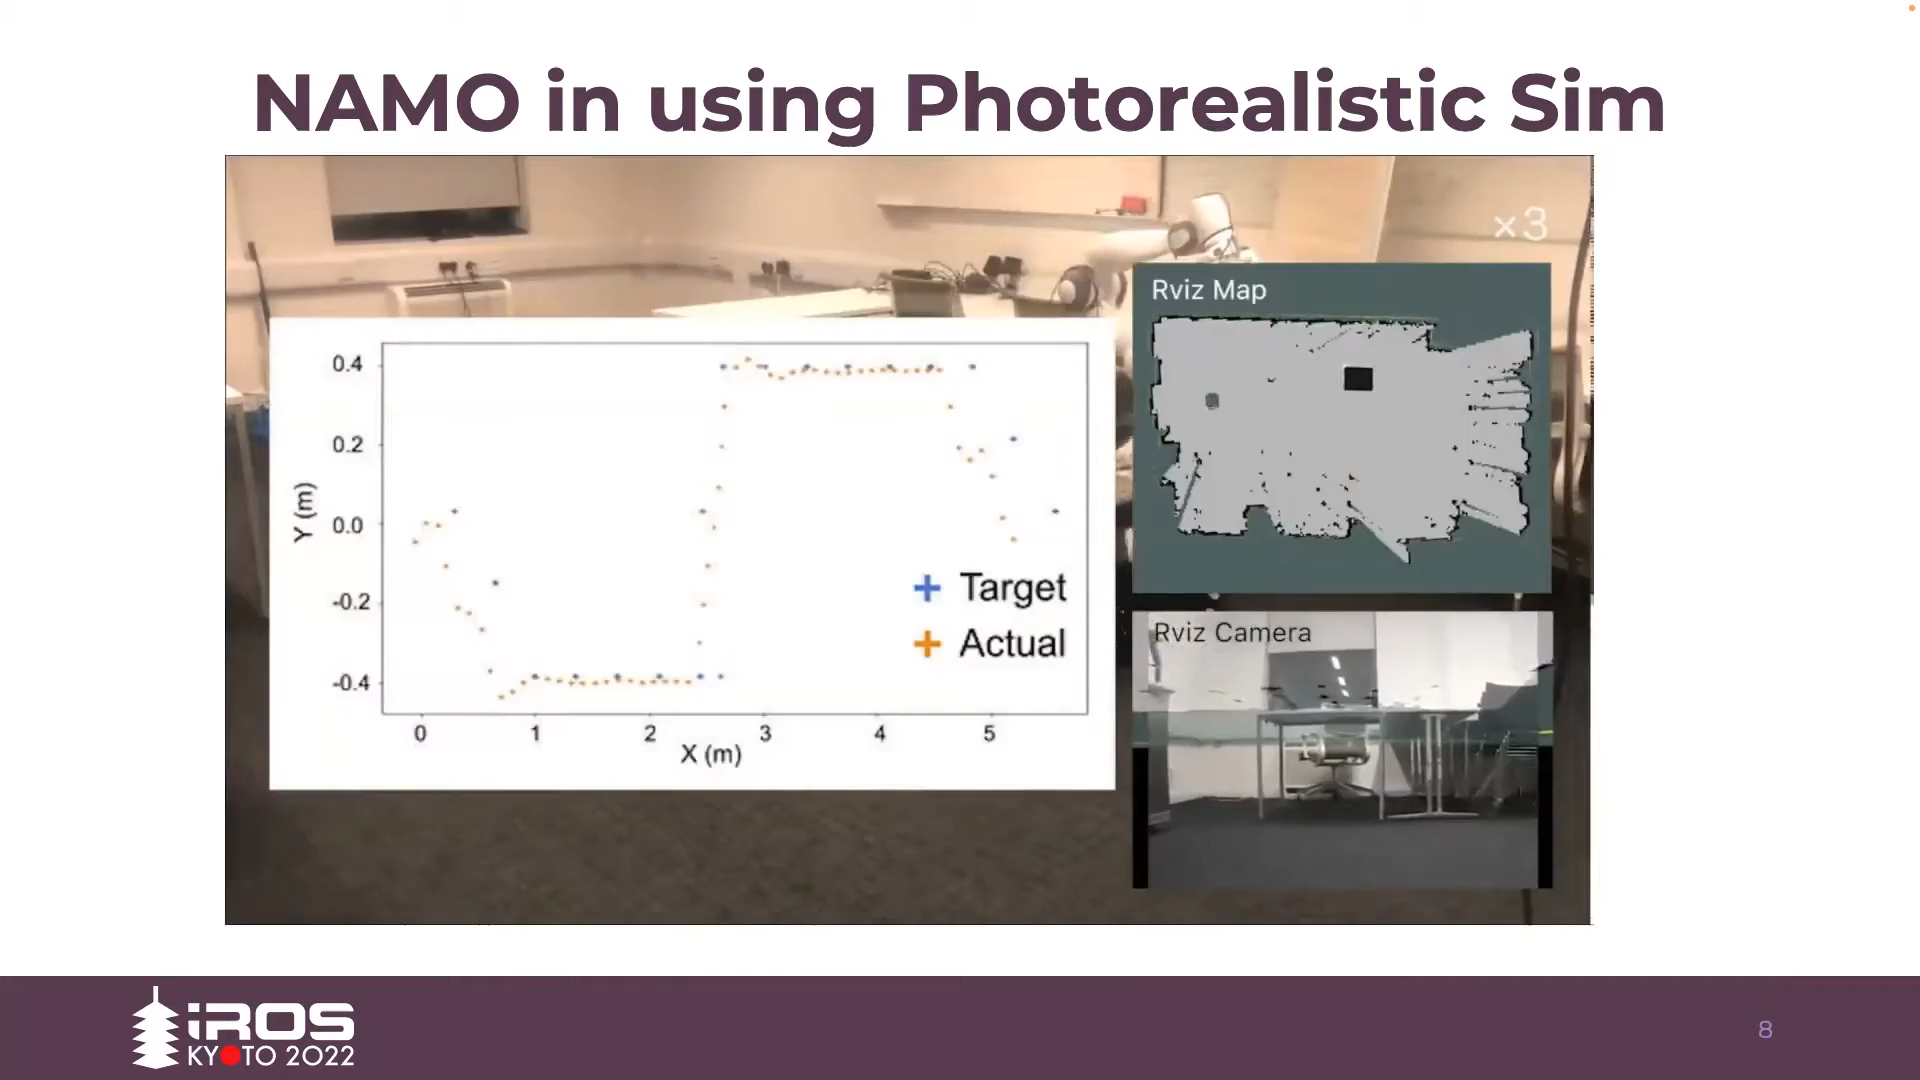 NAMO in using Photorealistic Sim
×3
Rviz Map
0.4
0.2
0.0
-0.2
-0.4
Y (m)
0
1
2
3
4
5
X (m)
+ Target
+ Actual
Rviz Camera
iROS
KYOTO 2022
8